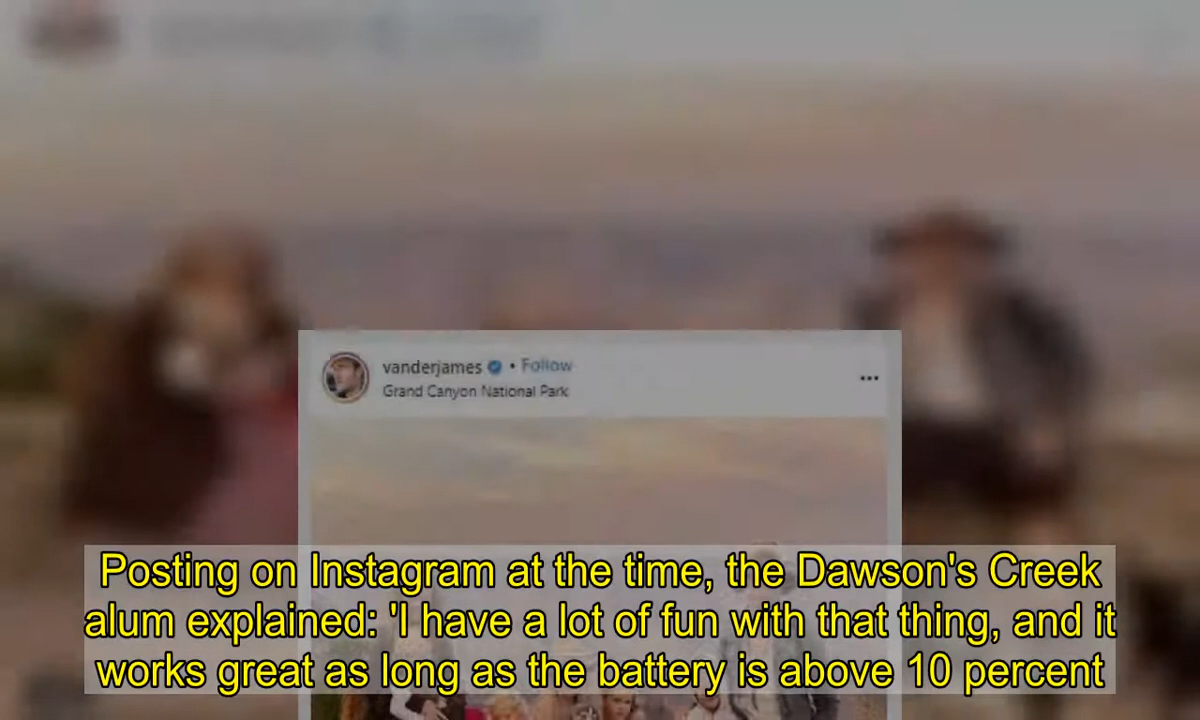 vanderjames • Follow
Grand Canyon National Park
Posting on Instagram at the time, the Dawson's Creek
alum explained: 'I have a lot of fun with that thing, and it
works great as long as the battery is above 10 percent